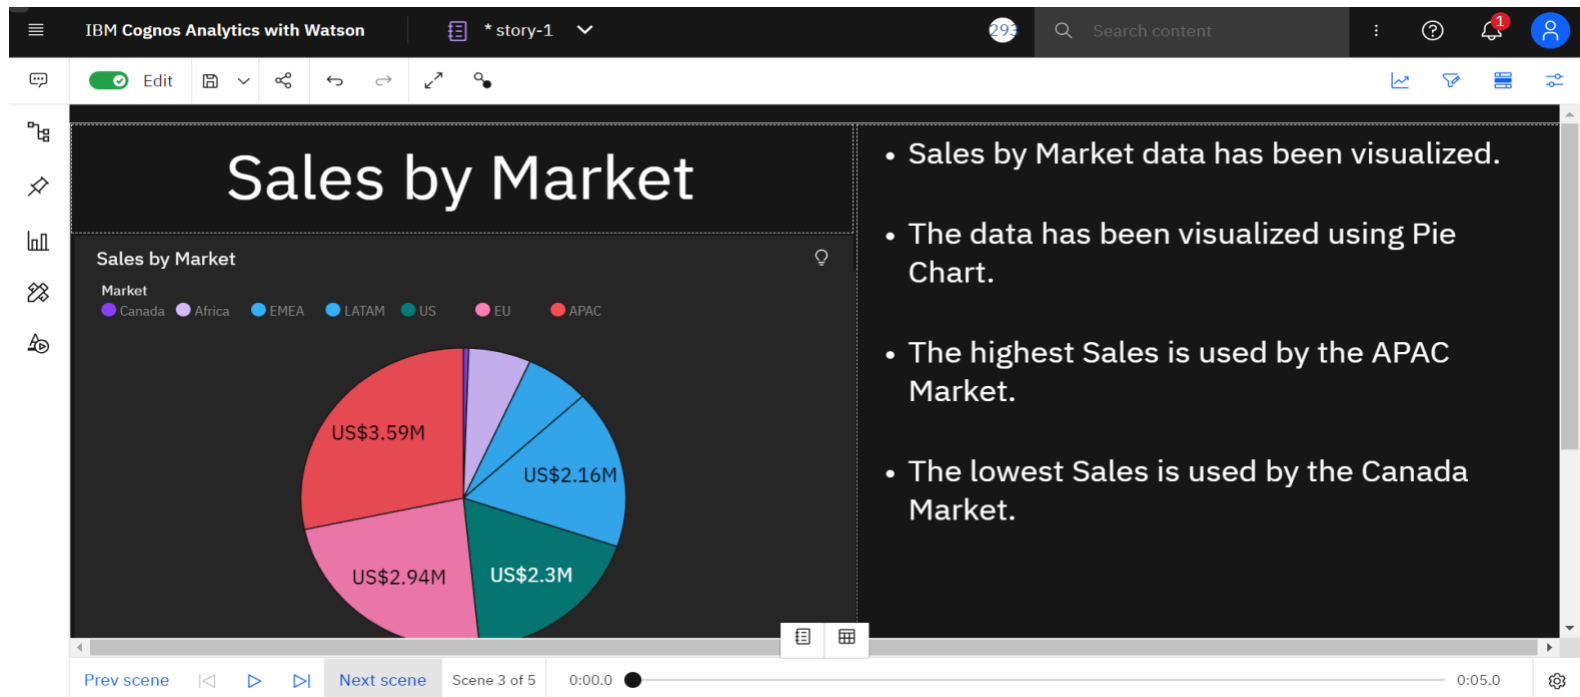 IBM Cognos Analytics with Watson
* story-1
293
Search content
1
Edit
Sales by Market
Sales by Market
Market
Canada Africa EMEA LATAM US EU APAC
US$3.59M
US$2.16M
US$2.94M
US$2.3M
• Sales by Market data has been visualized.
• The data has been visualized using Pie
Chart.
• The highest Sales is used by the APAC
Market.
• The lowest Sales is used by the Canada
Market.
Prev scene
Next scene
Scene 3 of 5
0:00.0
0:05.0